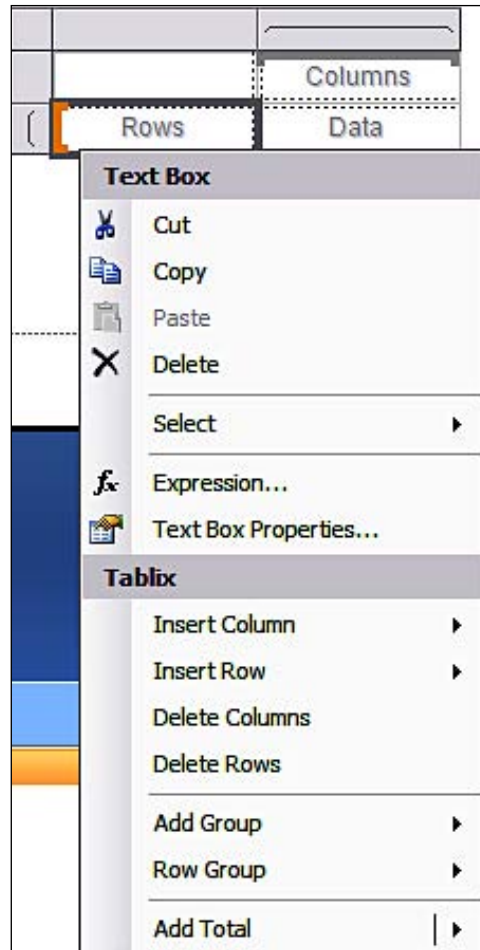 Columns
Rows Data
Text Box
Cut
Copy
Paste
Delete
Select
fx Expression...
Text Box Properties...
Tablix
Insert Column
Insert Row
Delete Columns
Delete Rows
Add Group
Row Group
Add Total